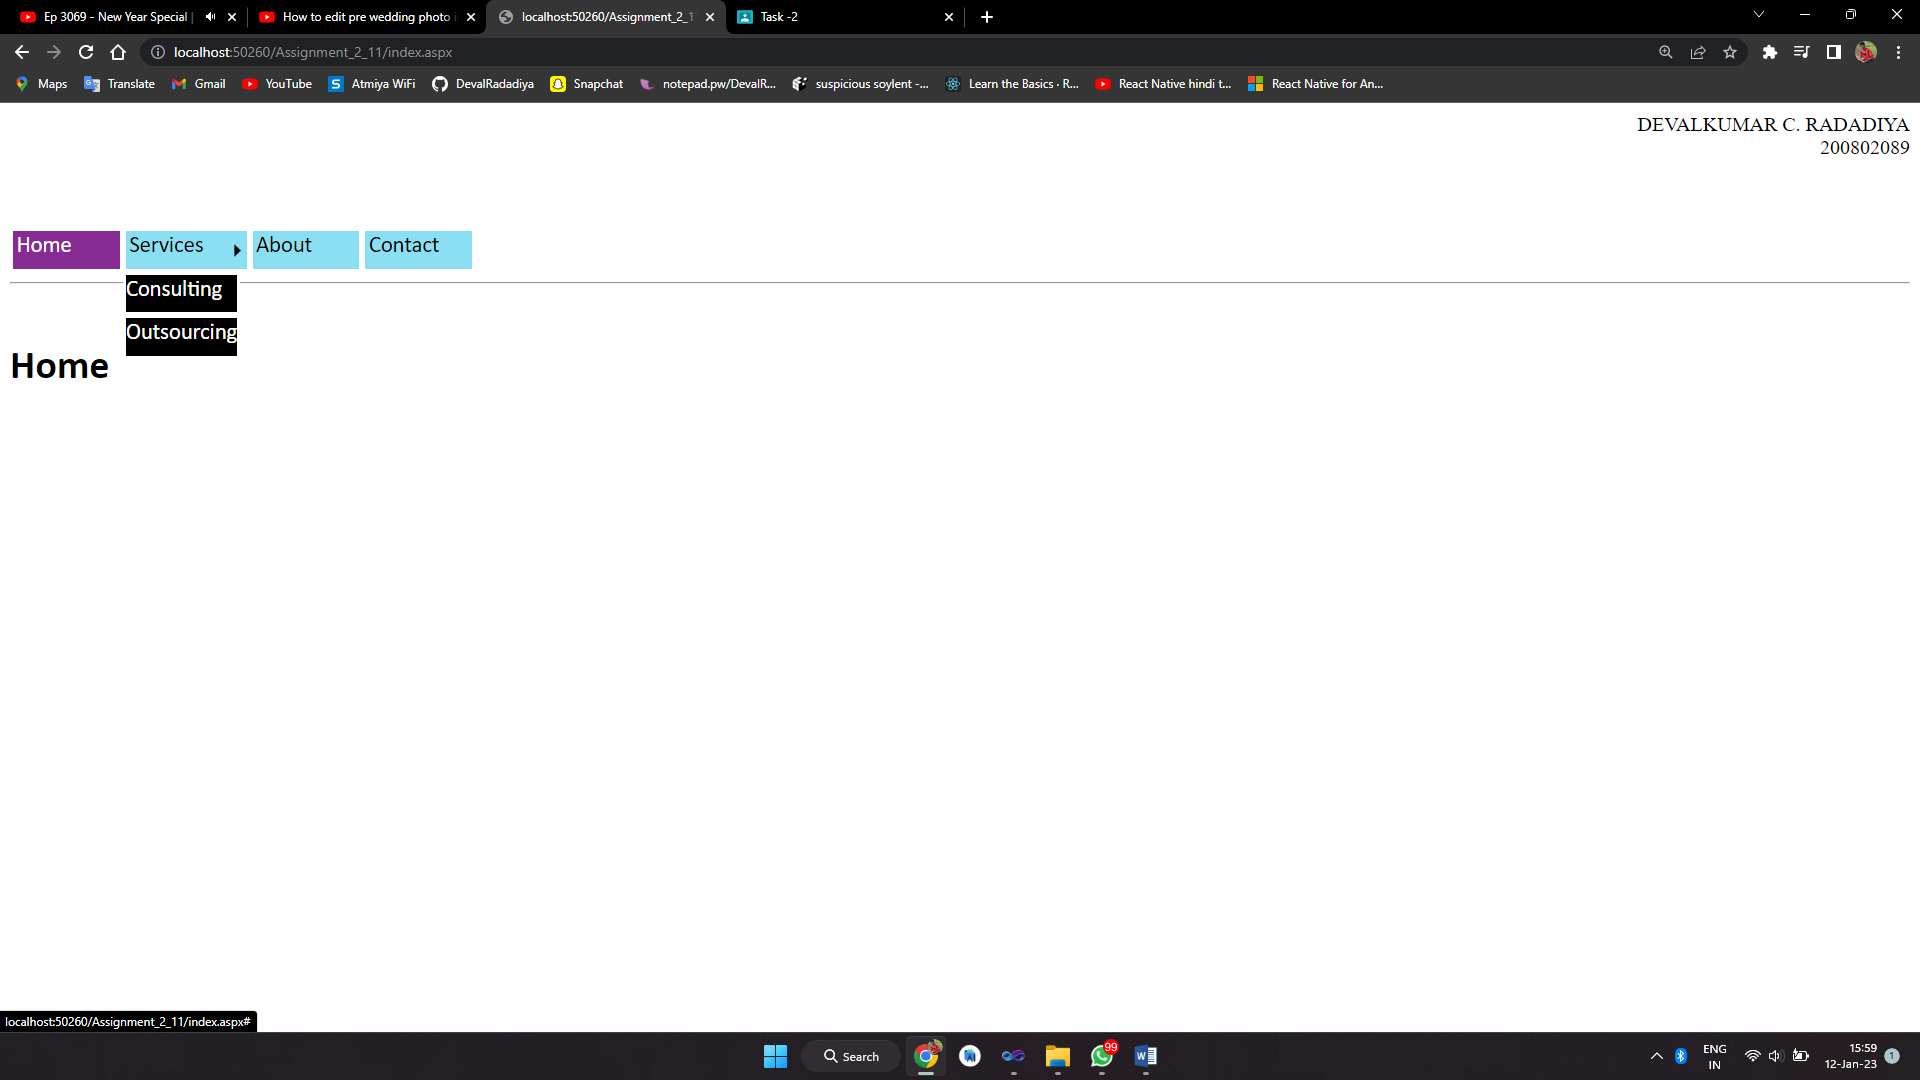 Ep 3069 - New Year Special |
How to edit pre wedding photo i
localhost:50260/Assignment_2_1
Task -2
localhost:50260/Assignment_2_11/index.aspx
Maps
Translate
Gmail
YouTube
Atmiya WiFi
DevalRadadiya
Snapchat
notepad.pw/DevalR...
suspicious soylent -...
Learn the Basics · R...
React Native hindi t...
React Native for An...
DEVALKUMAR C. RADADIYA
200802089
Home
Services
About
Contact
Consulting
Outsourcing
Home
localhost:50260/Assignment_2_11/index.aspx#
Search
99
ENG
IN
15:59
12-Jan-23
1